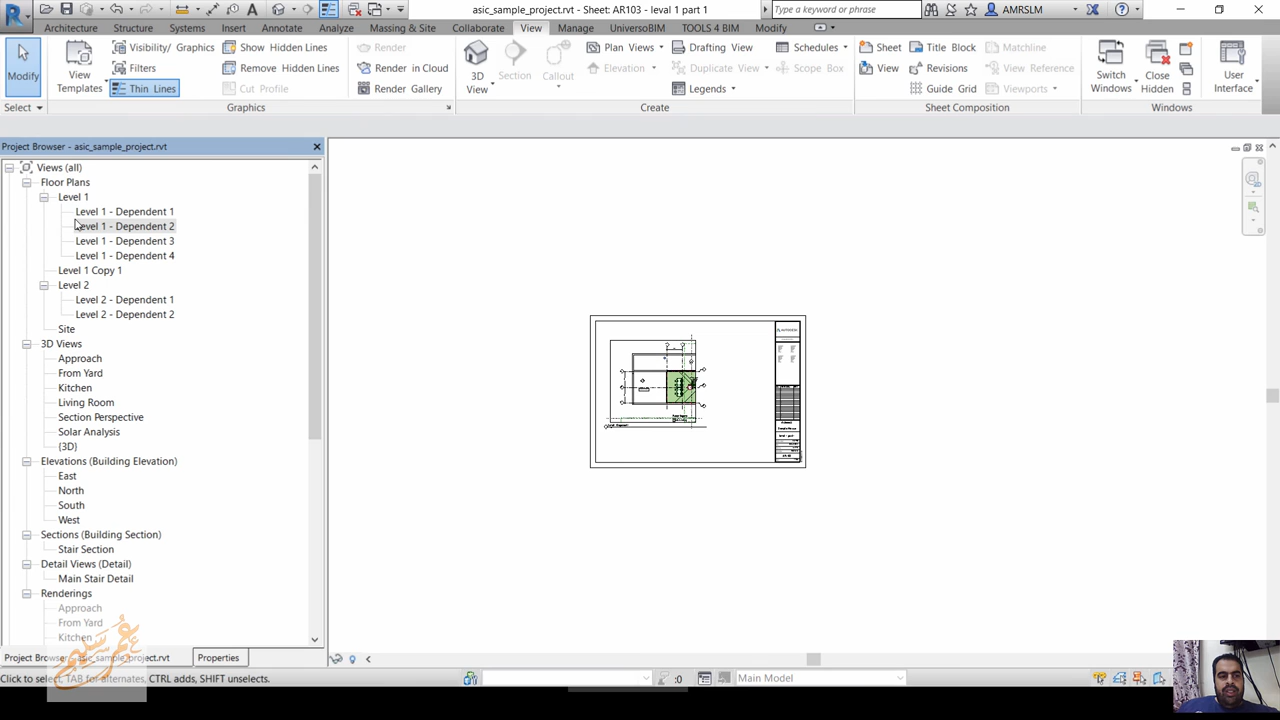 asic_sample_project.rvt - Sheet: AR103 - leval 1 part 1
Type a keyword or phrase
AMRSLM
Architecture Structure Systems Insert Annotate Analyze Massing & Site Collaborate View Manage UniversoBIM TOOLS 4 BIM Modify
Modify
View Templates
Visibility/ Graphics
Filters
Thin Lines
Show Hidden Lines
Remove Hidden Lines
Cut Profile
Render
Render in Cloud
Render Gallery
3D View
Section
Callout
Plan Views
Elevation
Drafting View
Duplicate View
Legends
Schedules
Scope Box
Sheet
View
Title Block
Revisions
Guide Grid
Matchline
View Reference
Viewports
Switch Windows
Close Hidden
User Interface
Select
Graphics
Create
Sheet Composition
Windows
Project Browser - asic_sample_project.rvt
Views (all)
Floor Plans
Level 1
Level 1 - Dependent 1
Level 1 - Dependent 2
Level 1 - Dependent 3
Level 1 - Dependent 4
Level 1 Copy 1
Level 2
Level 2 - Dependent 1
Level 2 - Dependent 2
Site
3D Views
Approach
From Yard
Kitchen
Living Room
Section Perspective
Solar Analysis
{3D}
Elevations (Building Elevation)
East
North
South
West
Sections (Building Section)
Stair Section
Detail Views (Detail)
Main Stair Detail
Renderings
Approach
From Yard
Kitchen
عمر سليم
Project Browser - asic_sample_project.rvt
Properties
Click to select, TAB for alternates, CTRL adds, SHIFT unselects.
:0
Main Model